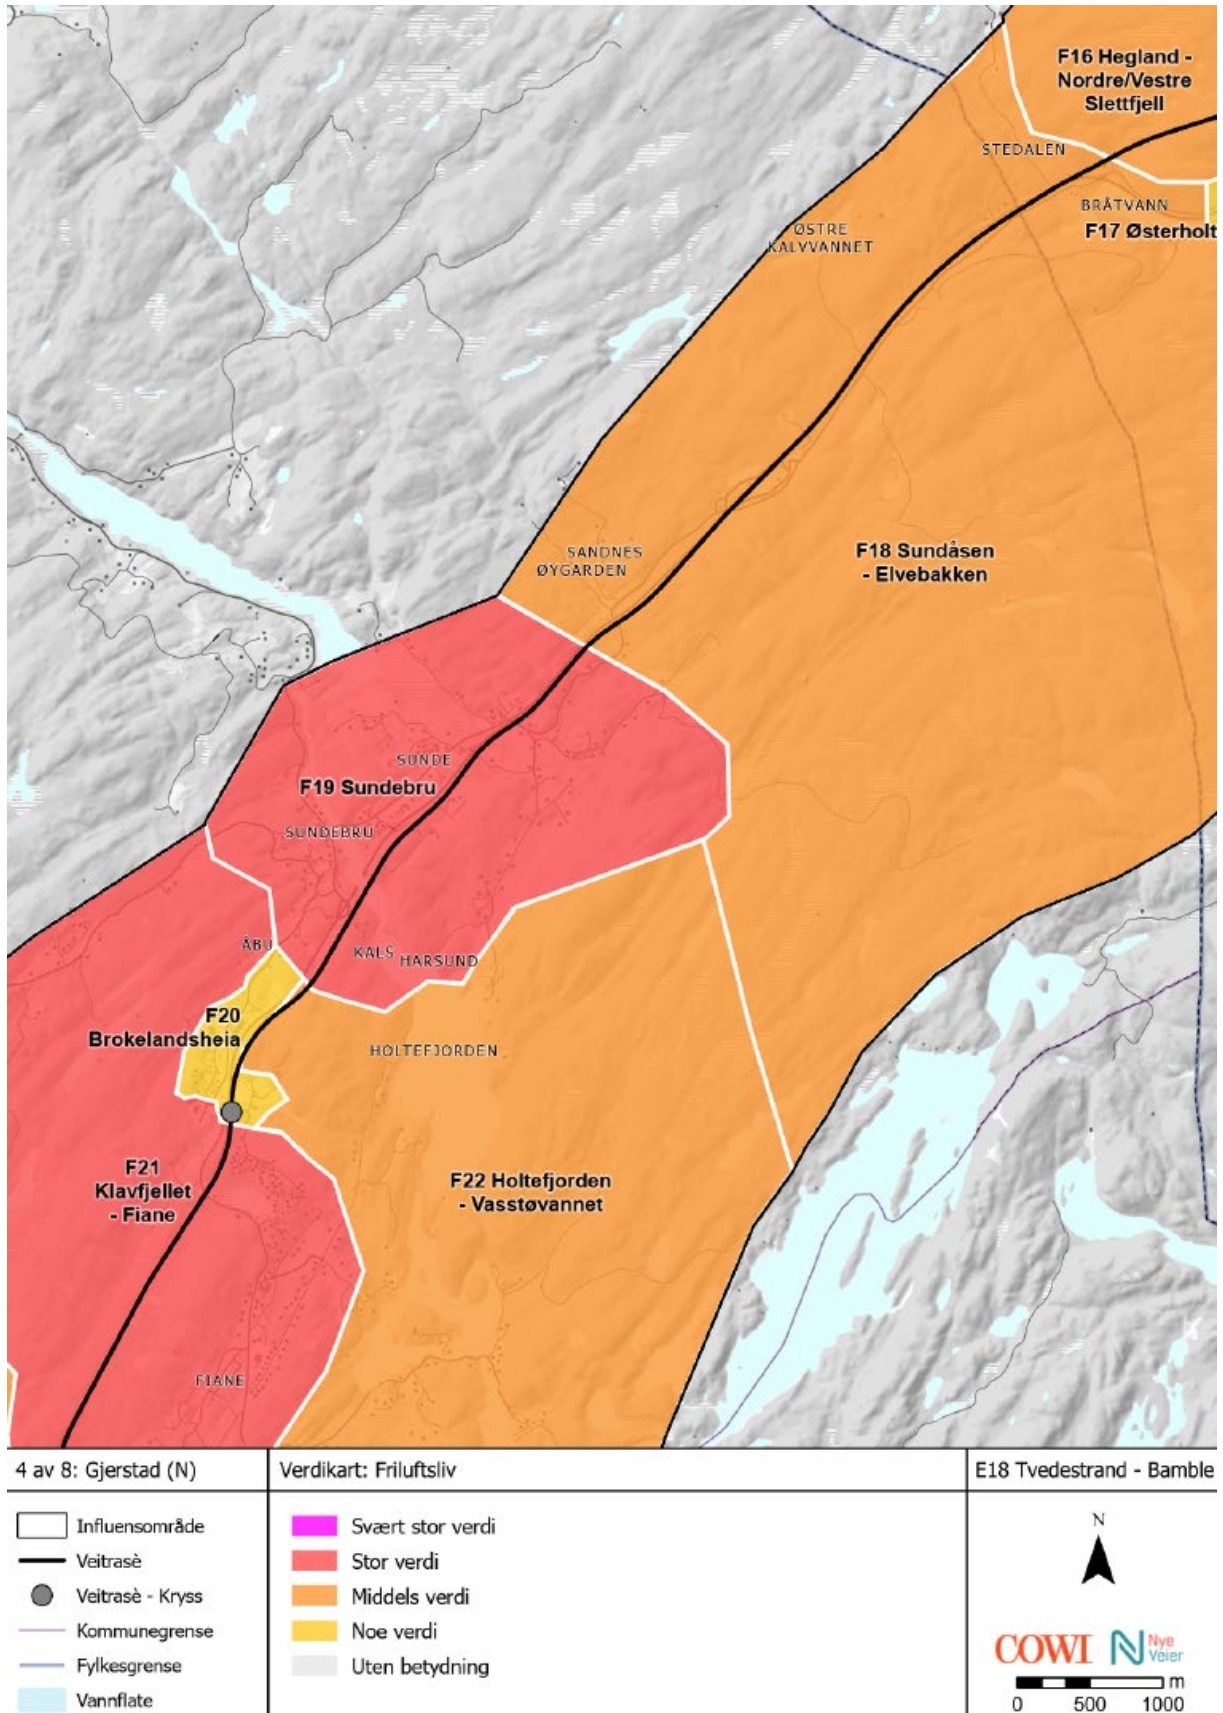 F16 Hegland -
Nordre/Vestre
Slettfjell
STEDALEN
BRÅTVANN
F17 Østerholt
ØSTRE
KALVVANNET
SANDNES
ØYGARDEN
F18 Sundåsen
- Elvebakken
SUNDE
F19 Sundebru
SUNDEBRU
ÅBU
KALS
HARSUND
F20
Brokelandsheia
HOLTEFJORDEN
F21
Klavfjellet
- Fiane
F22 Holtefjorden
- Vasstøvannet
FIANE
4 av 8: Gjerstad (N)
Verdikart: Friluftsliv
E18 Tvedestrand - Bamble
Influensområde
Veitrasè
Veitrasè - Kryss
Kommunegrense
Fylkesgrense
Vannflate
Svært stor verdi
Stor verdi
Middels verdi
Noe verdi
Uten betydning
N
COWI
Nye
Veier
m
0 500 1000